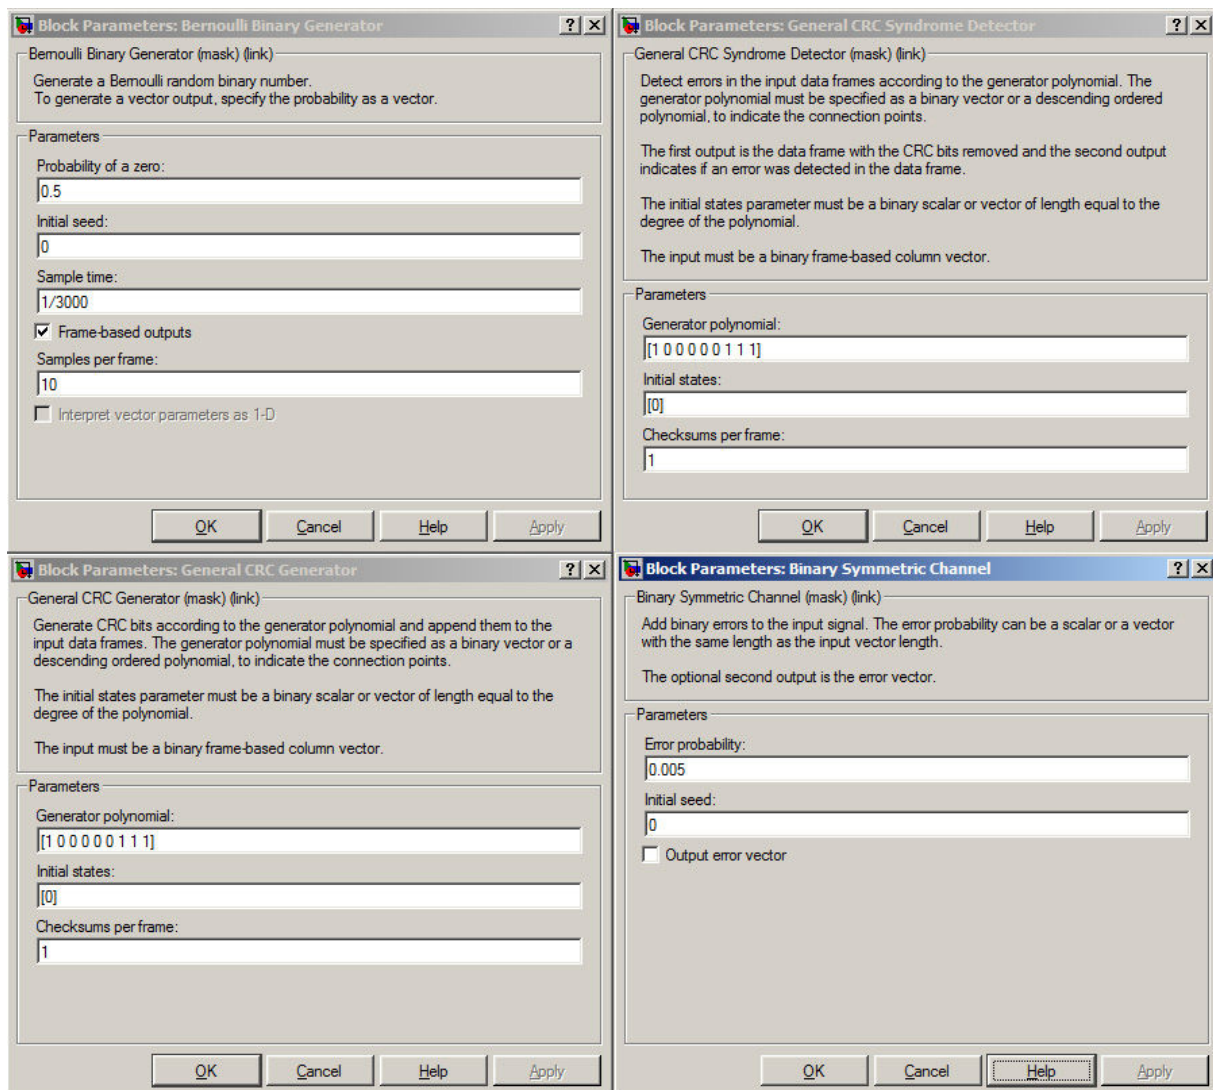 Block Parameters: Bernoulli Binary Generator
Bernoulli Binary Generator (mask) (link)
Generate a Bernoulli random binary number.
To generate a vector output, specify the probability as a vector.
Parameters
Probability of a zero:
0.5
Initial seed:
0
Sample time:
1/3000
Frame-based outputs
Samples per frame:
10
Interpret vector parameters as 1-D
OK Cancel Help Apply
Block Parameters: General CRC Syndrome Detector
General CRC Syndrome Detector (mask) (link)
Detect errors in the input data frames according to the generator polynomial. The
generator polynomial must be specified as a binary vector or a descending ordered
polynomial, to indicate the connection points.
The first output is the data frame with the CRC bits removed and the second output
indicates if an error was detected in the data frame.
The initial states parameter must be a binary scalar or vector of length equal to the
degree of the polynomial.
The input must be a binary frame-based column vector.
Parameters
Generator polynomial:
[1 0 0 0 0 0 1 1 1]
Initial states:
[0]
Checksums per frame:
1
OK Cancel Help Apply
Block Parameters: General CRC Generator
General CRC Generator (mask) (link)
Generate CRC bits according to the generator polynomial and append them to the
input data frames. The generator polynomial must be specified as a binary vector or a
descending ordered polynomial, to indicate the connection points.
The initial states parameter must be a binary scalar or vector of length equal to the
degree of the polynomial.
The input must be a binary frame-based column vector.
Parameters
Generator polynomial:
[1 0 0 0 0 0 1 1 1]
Initial states:
[0]
Checksums per frame:
1
OK Cancel Help Apply
Block Parameters: Binary Symmetric Channel
Binary Symmetric Channel (mask) (link)
Add binary errors to the input signal. The error probability can be a scalar or a vector
with the same length as the input vector length.
The optional second output is the error vector.
Parameters
Error probability:
0.005
Initial seed:
0
Output error vector
OK Cancel Help Apply